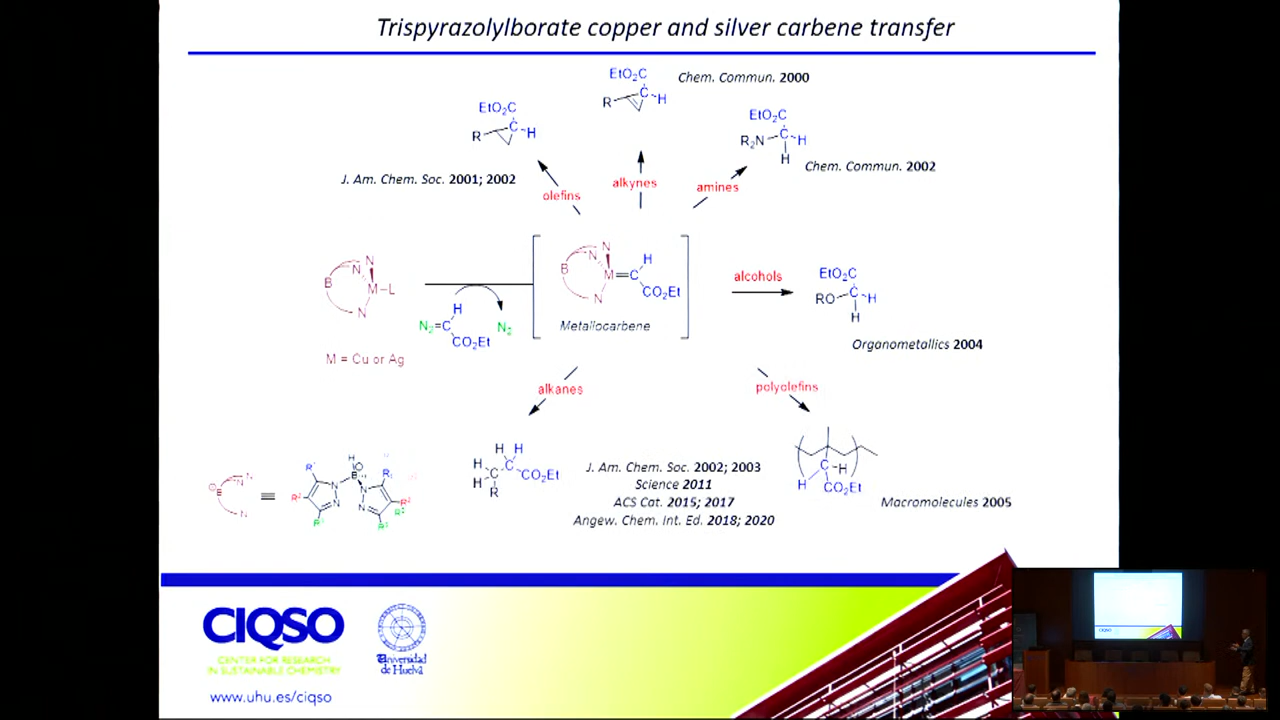 Trispyrazolylborate copper and silver carbene transfer
EtO2C
C
H
R
Chem. Commun. 2000
EtO2C
C
H
R
J. Am. Chem. Soc. 2001; 2002
EtO2C
R2N
C
H
H
Chem. Commun. 2002
olefins
alkynes
amines
B
N
N
N
M-L
M = Cu or Ag
N2=C
H
CO2Et
N2
B
N
N
N
M=C
H
CO2Et
Metallocarbene
alcohols
EtO2C
RO
C
H
H
Organometallics 2004
alkanes
polyolefins
H H
H
C
C
CO2Et
H
R
J. Am. Chem. Soc. 2002; 2003
Science 2011
ACS Cat. 2015; 2017
Angew. Chem. Int. Ed. 2018; 2020
C-H
H
CO2Et
Macromolecules 2005
B
N
N
N
≡
H
B
N
N
N
N
CIQSO
CENTER FOR RESEARCH
IN SUSTAINABLE CHEMISTRY
www.uhu.es/ciqso
Universidad
de Huelva